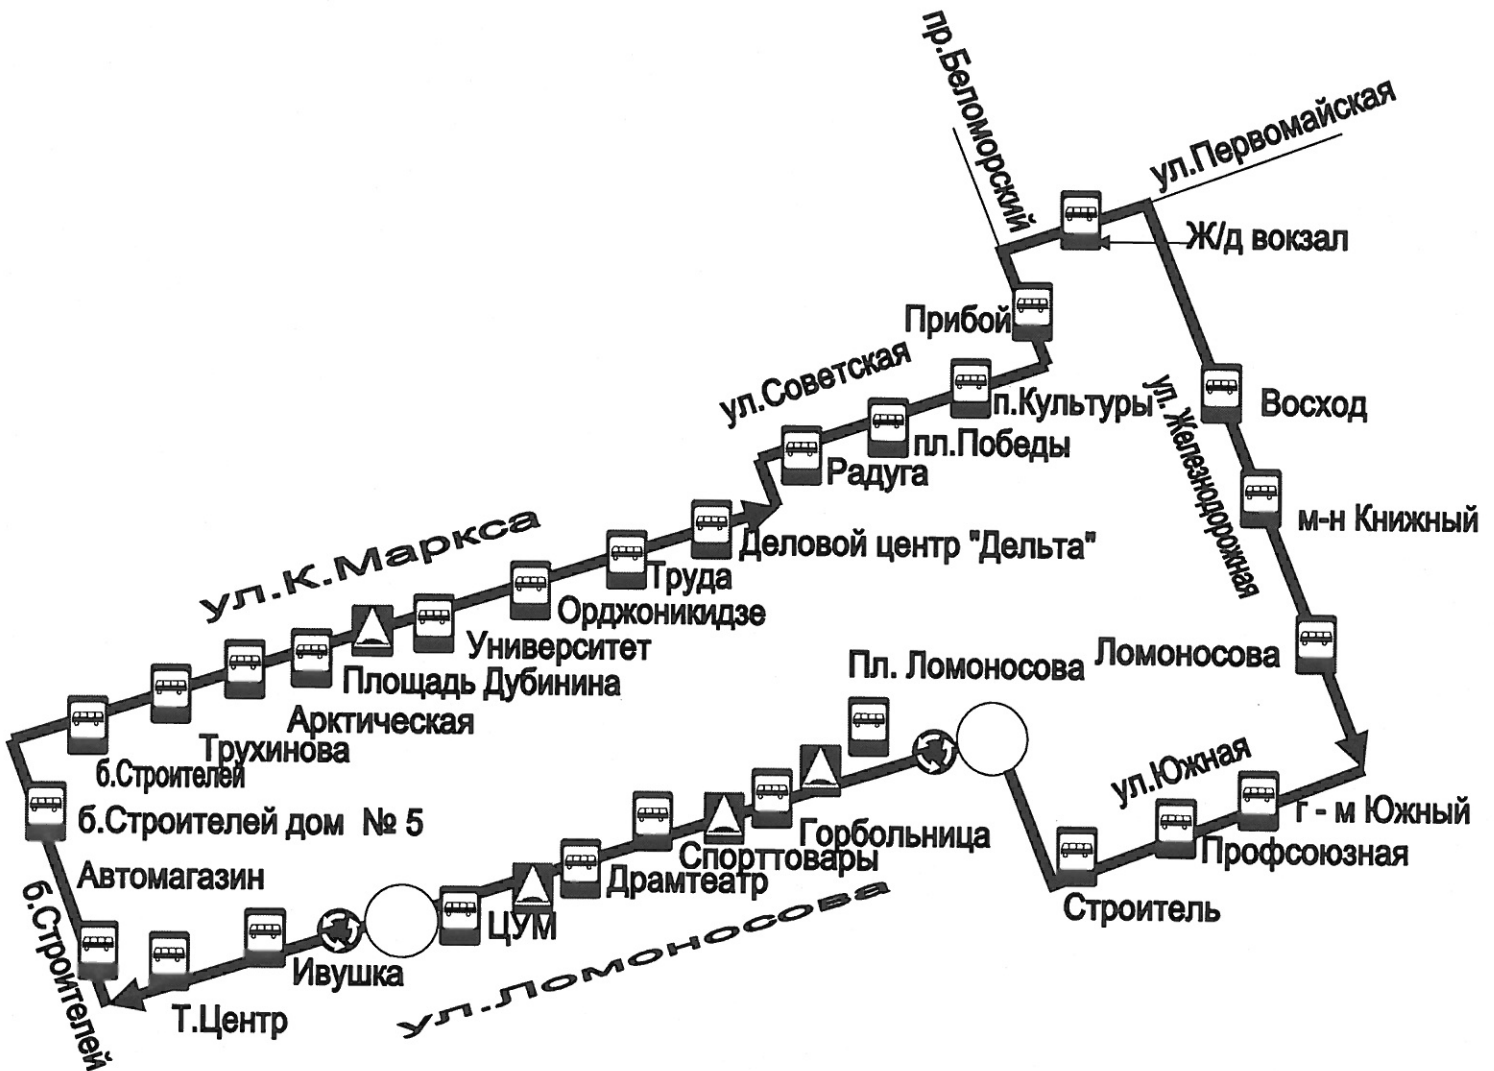 пр.Беломорский
ул.Первомайская
Ж/д вокзал
Прибой
ул.Советская
п.Культуры
ул. Железнодорожная
Восход
пл.Победы
Радуга
м-н Книжный
ул.К.Маркса
Деловой центр "Дельта"
Труда
Орджоникидзе
Университет
Площадь Дубинина
Арктическая
Трухинова
б.Строителей
Пл. Ломоносова
Ломоносова
б.Строителей дом № 5
ул.Южная
г - м Южный
Горбольница
Профсоюзная
Спорттовары
Автомагазин
Драмтеатр
Строитель
ЦУМ
ул.Ломоносова
б.Строителей
Ивушка
Т.Центр